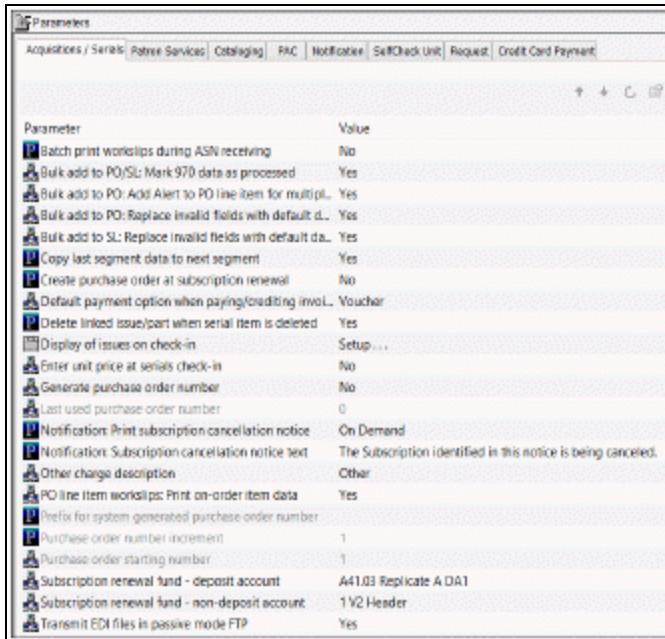 Parameters
Acquisitions / Serials Patron Services Cataloging PAC Notification SelfCheck Unit Request Credit Card Payment
Parameter Value
Batch print workslips during ASN receiving No
Bulk add to PO/SL: Mark 970 data as processed Yes
Bulk add to PO: Add Alert to PO line item for multipl... Yes
Bulk add to PO: Replace invalid fields with default d... Yes
Bulk add to SL: Replace invalid fields with default da... Yes
Copy last segment data to next segment Yes
Create purchase order at subscription renewal No
Default payment option when paying/crediting invoi... Voucher
Delete linked issue/part when serial item is deleted Yes
Display of issues on check-in Setup...
Enter unit price at serials check-in No
Generate purchase order number No
Last used purchase order number 0
Notification: Print subscription cancellation notice On Demand
Notification: Subscription cancellation notice text The Subscription identified in this notice is being canceled.
Other charge description Other
PO line item workslips: Print on-order item data Yes
Prefix for system generated purchase order number
Purchase order number increment 1
Purchase order starting number 1
Subscription renewal fund - deposit account A41.03 Replicate A DA1
Subscription renewal fund - non-deposit account 1Y2 Header
Transmit EDI files in passive mode FTP Yes